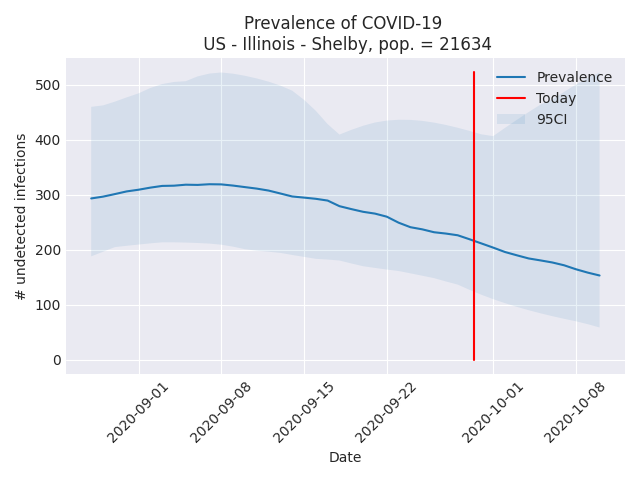 Prevalence of COVID-19
US - Illinois - Shelby, pop. = 21634
Prevalence
Today
95CI
# undetected infections
500
400
300
200
100
0
2020-09-01
2020-09-08
2020-09-15
2020-09-22
2020-10-01
2020-10-08
Date